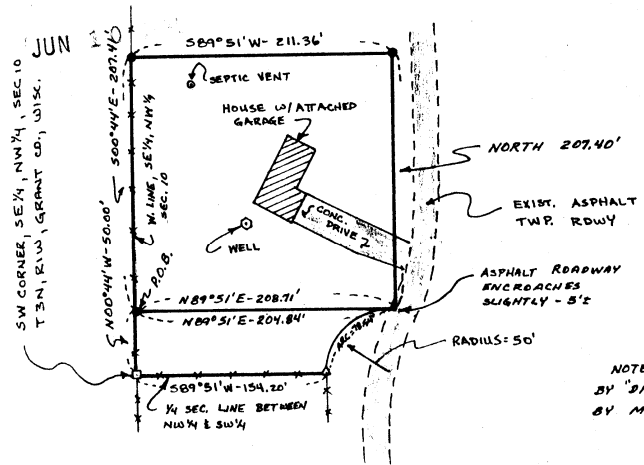 JUN
S89°51'W-211.36'
SEPTIC VENT
HOUSE W/ATTACHED
GARAGE
SW CORNER, SE¼, NW¼, SEC 10
T3N, R1W, GRANT CO., WISC.
S00°44'E-207.41'
W. LINE, SE¼, NW¼
SEC. 10
NORTH 207.40'
EXIST. ASPHALT
TWP. RDWY
CONC.
DRIVE
WELL
N00°44'W-50.00'
P.O.B.
ASPHALT ROADWAY
ENCROACHES
SLIGHTLY - 5'±
N89°51'E-208.71'
N89°51'E-204.84'
RADIUS=50'
S89°51'W-154.20'
¼ SEC. LINE BETWEEN
NW¼ & SW¼
NOTE
BY
BY M